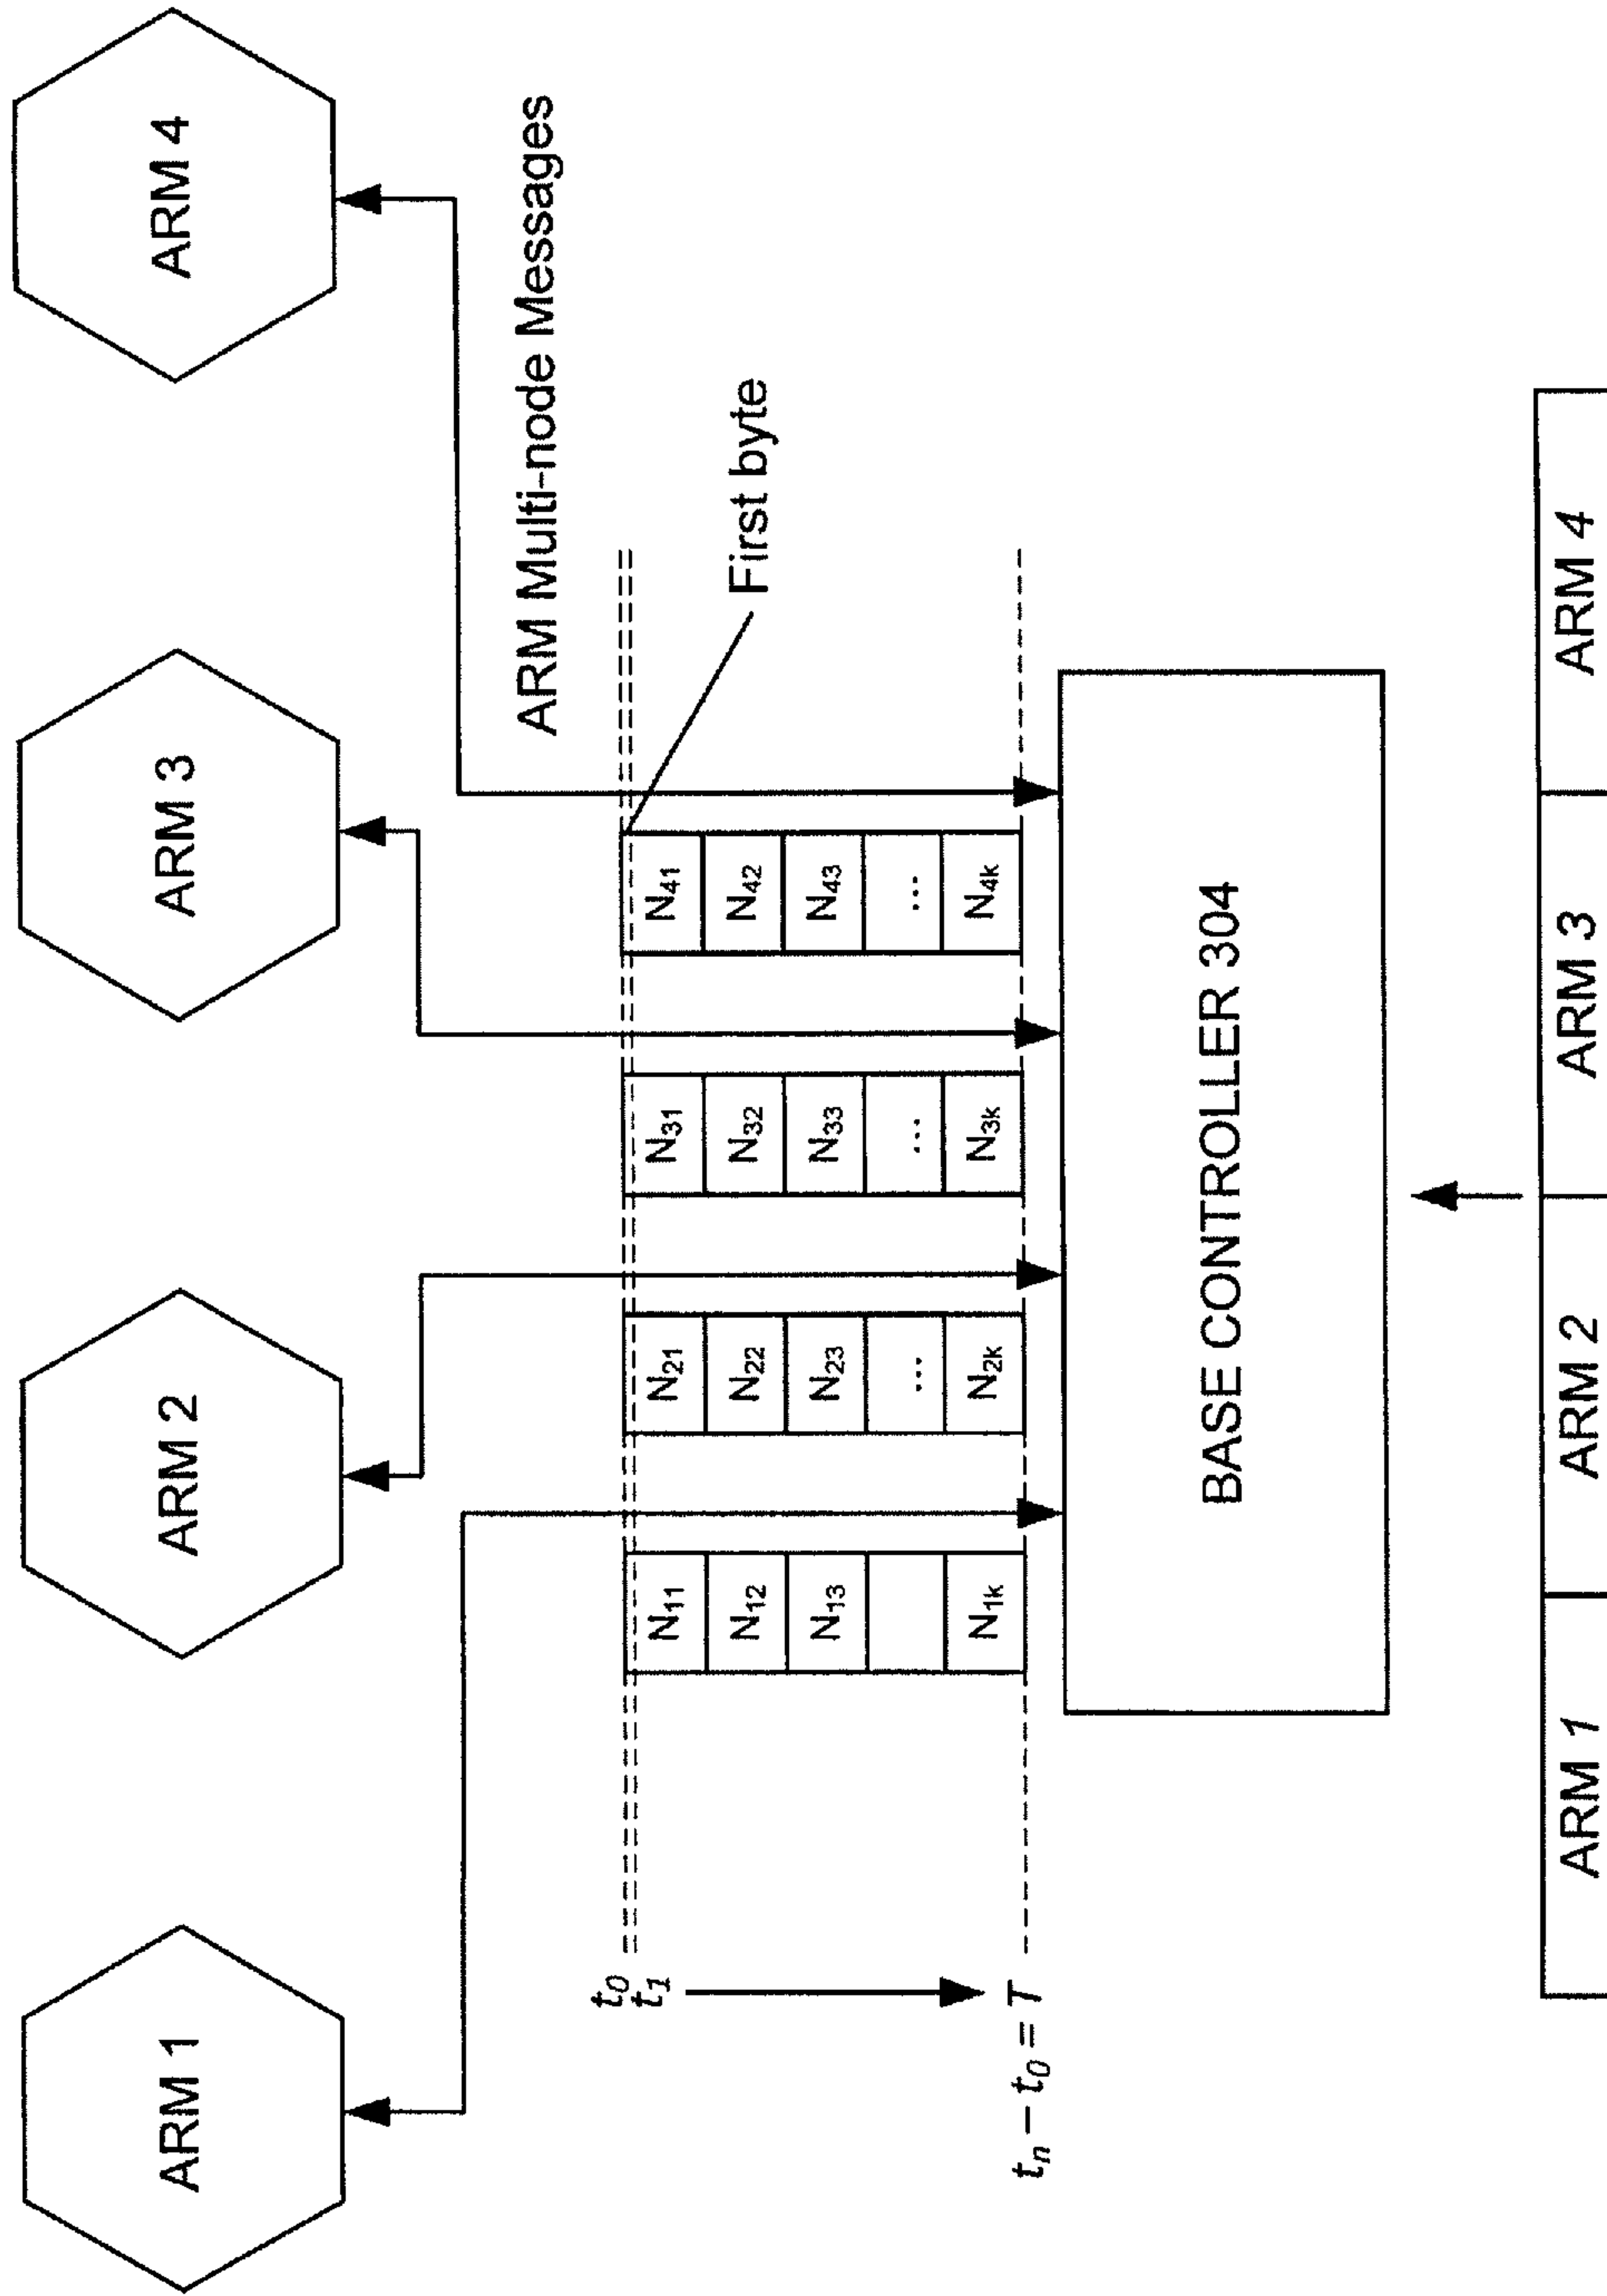 ARM 1
ARM 2
ARM 3
ARM 4
ARM Multi-node Messages
First byte
t₀
t₁
tₙ – t₀ = T
N₁₁
N₁₂
N₁₃
N₁ₖ
N₂₁
N₂₂
N₂₃
...
N₂ₖ
N₃₁
N₃₂
N₃₃
...
N₃ₖ
N₄₁
N₄₂
N₄₃
...
N₄ₖ
BASE CONTROLLER 304
ARM 1
ARM 2
ARM 3
ARM 4